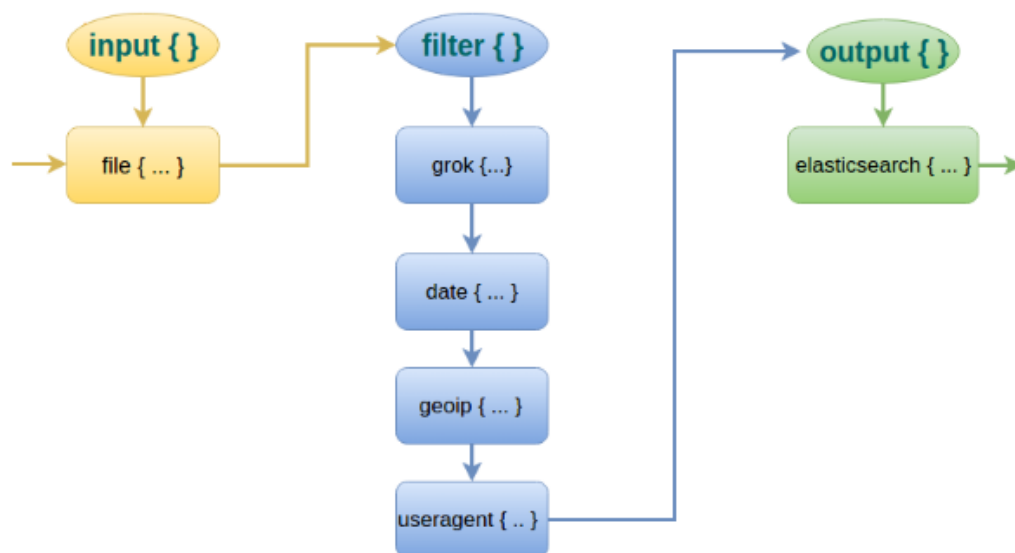 input { }
file { ... }
filter { }
grok {...}
date { ... }
geoip { ... }
useragent { .. }
output { }
elasticsearch { ... }